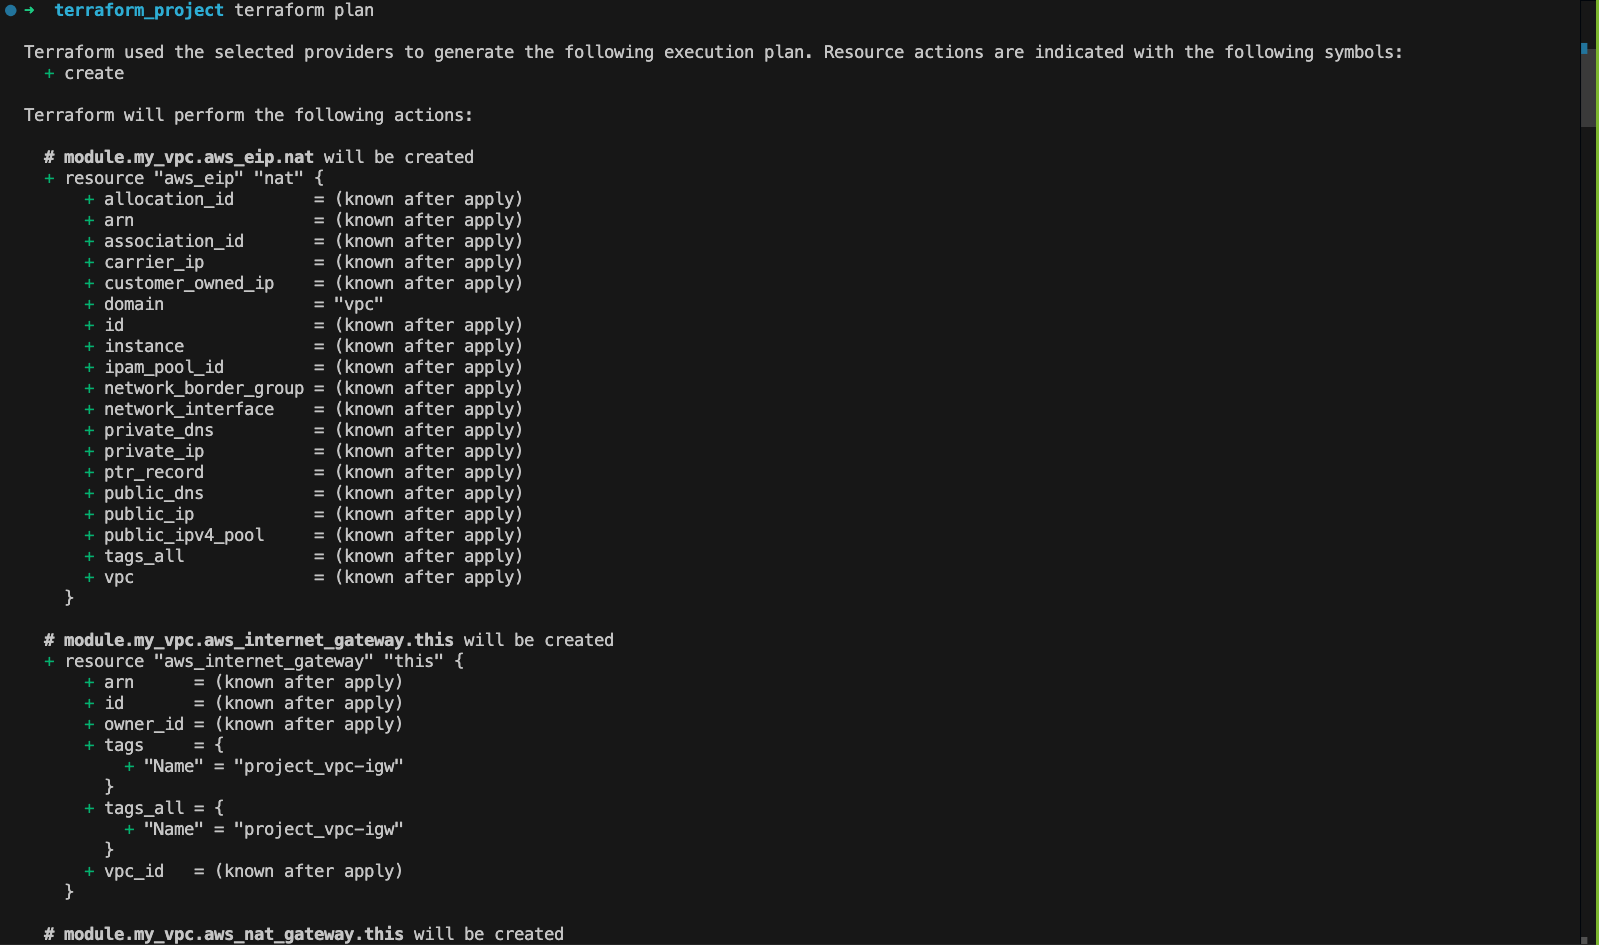 ➜ terraform_project terraform plan
Terraform used the selected providers to generate the following execution plan. Resource actions are indicated with the following symbols:
+ create
Terraform will perform the following actions:
# module.my_vpc.aws_eip.nat will be created
+ resource "aws_eip" "nat" {
+ allocation_id = (known after apply)
+ arn = (known after apply)
+ association_id = (known after apply)
+ carrier_ip = (known after apply)
+ customer_owned_ip = (known after apply)
+ domain = "vpc"
+ id = (known after apply)
+ instance = (known after apply)
+ ipam_pool_id = (known after apply)
+ network_border_group = (known after apply)
+ network_interface = (known after apply)
+ private_dns = (known after apply)
+ private_ip = (known after apply)
+ ptr_record = (known after apply)
+ public_dns = (known after apply)
+ public_ip = (known after apply)
+ public_ipv4_pool = (known after apply)
+ tags_all = (known after apply)
+ vpc = (known after apply)
}
# module.my_vpc.aws_internet_gateway.this will be created
+ resource "aws_internet_gateway" "this" {
+ arn = (known after apply)
+ id = (known after apply)
+ owner_id = (known after apply)
+ tags = {
+ "Name" = "project_vpc-igw"
}
+ tags_all = {
+ "Name" = "project_vpc-igw"
}
+ vpc_id = (known after apply)
}
# module.my_vpc.aws_nat_gateway.this will be created